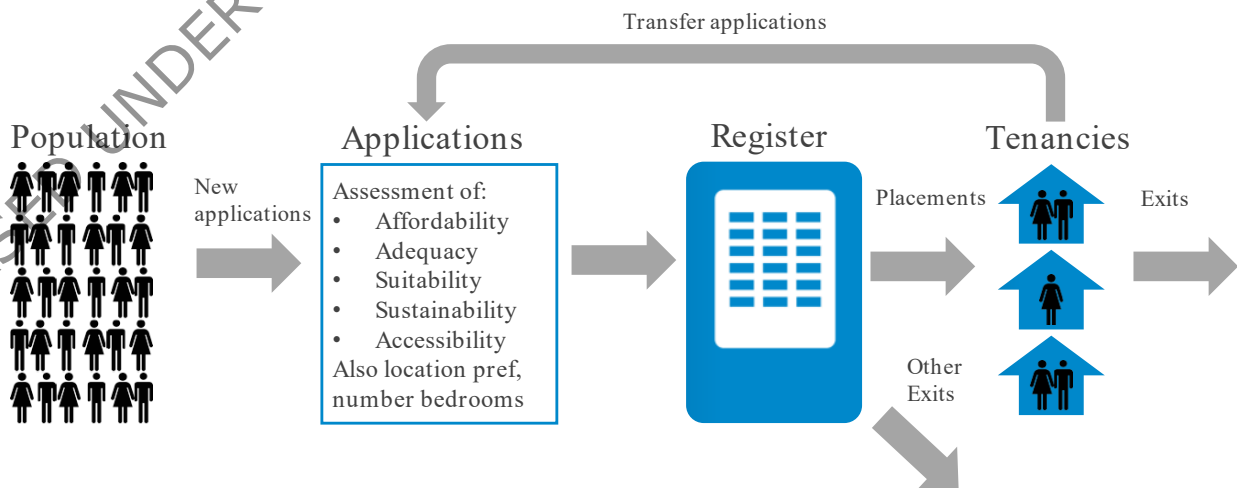 Transfer applications
Population
Applications
Register
Tenancies
New
applications
Assessment of:
• Affordability
• Adequacy
• Suitability
• Sustainability
• Accessibility
Also location pref,
number bedrooms
Placements
Exits
Other
Exits
UNDER